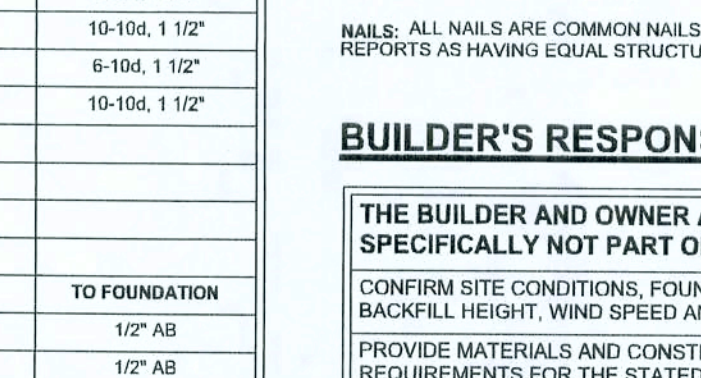 10-10d, 1 1/2"
6-10d, 1 1/2"
10-10d, 1 1/2"
TO FOUNDATION
1/2" AB
1/2" AB
NAILS: ALL NAILS ARE COMMON NAILS
REPORTS AS HAVING EQUAL STRUCTU
BUILDER'S RESPON
THE BUILDER AND OWNER
SPECIFICALLY NOT PART O
CONFIRM SITE CONDITIONS, FOUN
BACKFILL HEIGHT, WIND SPEED A
PROVIDE MATERIALS AND CONST
REQUIREMENTS FOR THE STATED